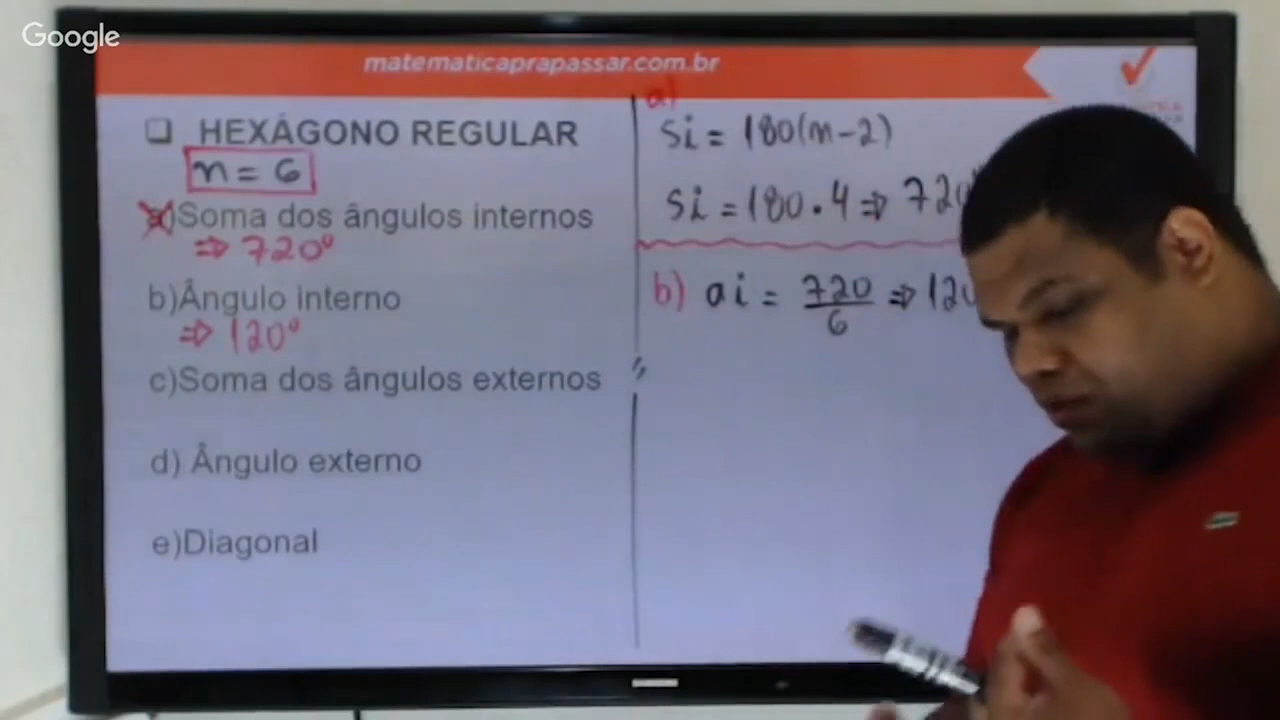 Google
matematicaprapassar.com.br
HEXÁGONO REGULAR
n = 6
a)Soma dos ângulos internos
⇒ 720°
b)Ângulo interno
⇒ 120°
c)Soma dos ângulos externos
d) Ângulo externo
e)Diagonal
a)
Si = 180(n-2)
Si = 180.4 ⇒ 720°
b) ai = 720/6 ⇒ 120